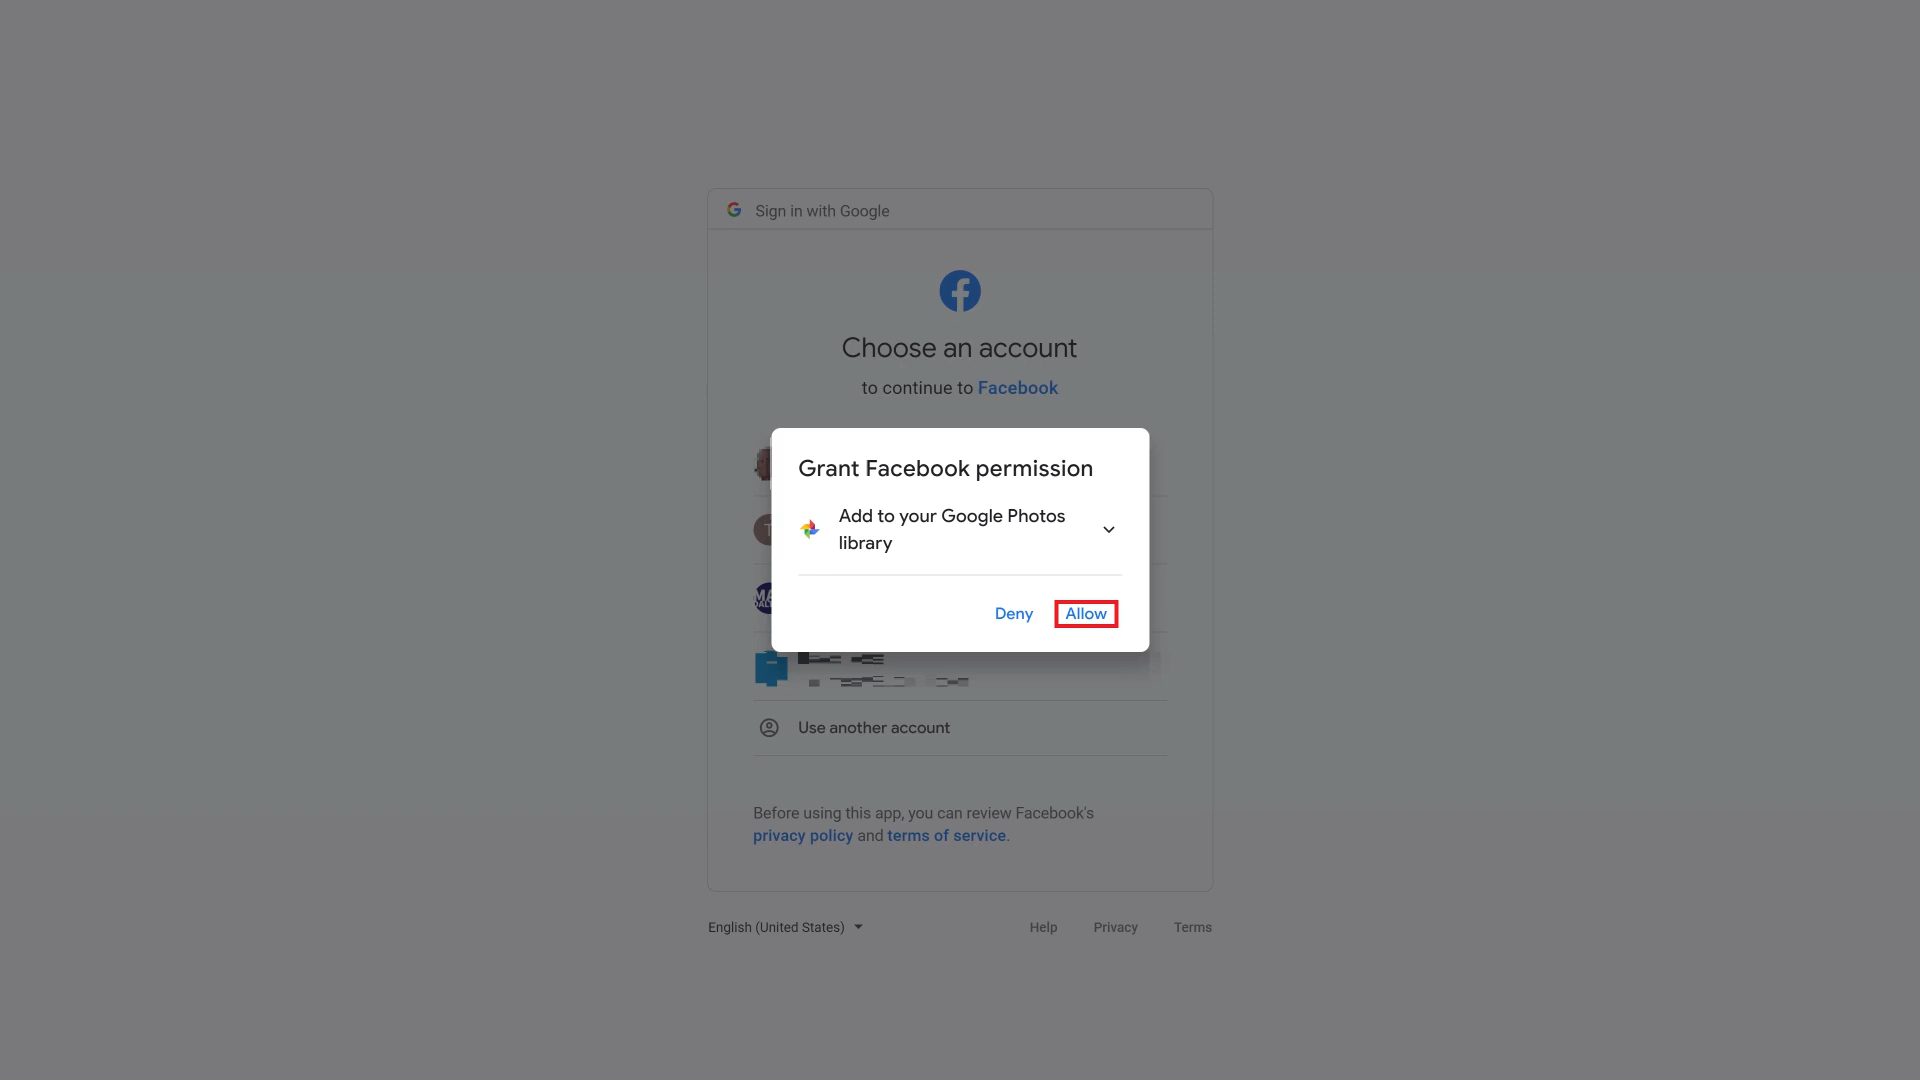 Sign in with Google
Choose an account
to continue to Facebook
Grant Facebook permission
Add to your Google Photos
library
Deny
Allow
Use another account
Before using this app, you can review Facebook's
privacy policy and terms of service.
English (United States)
Help
Privacy
Terms